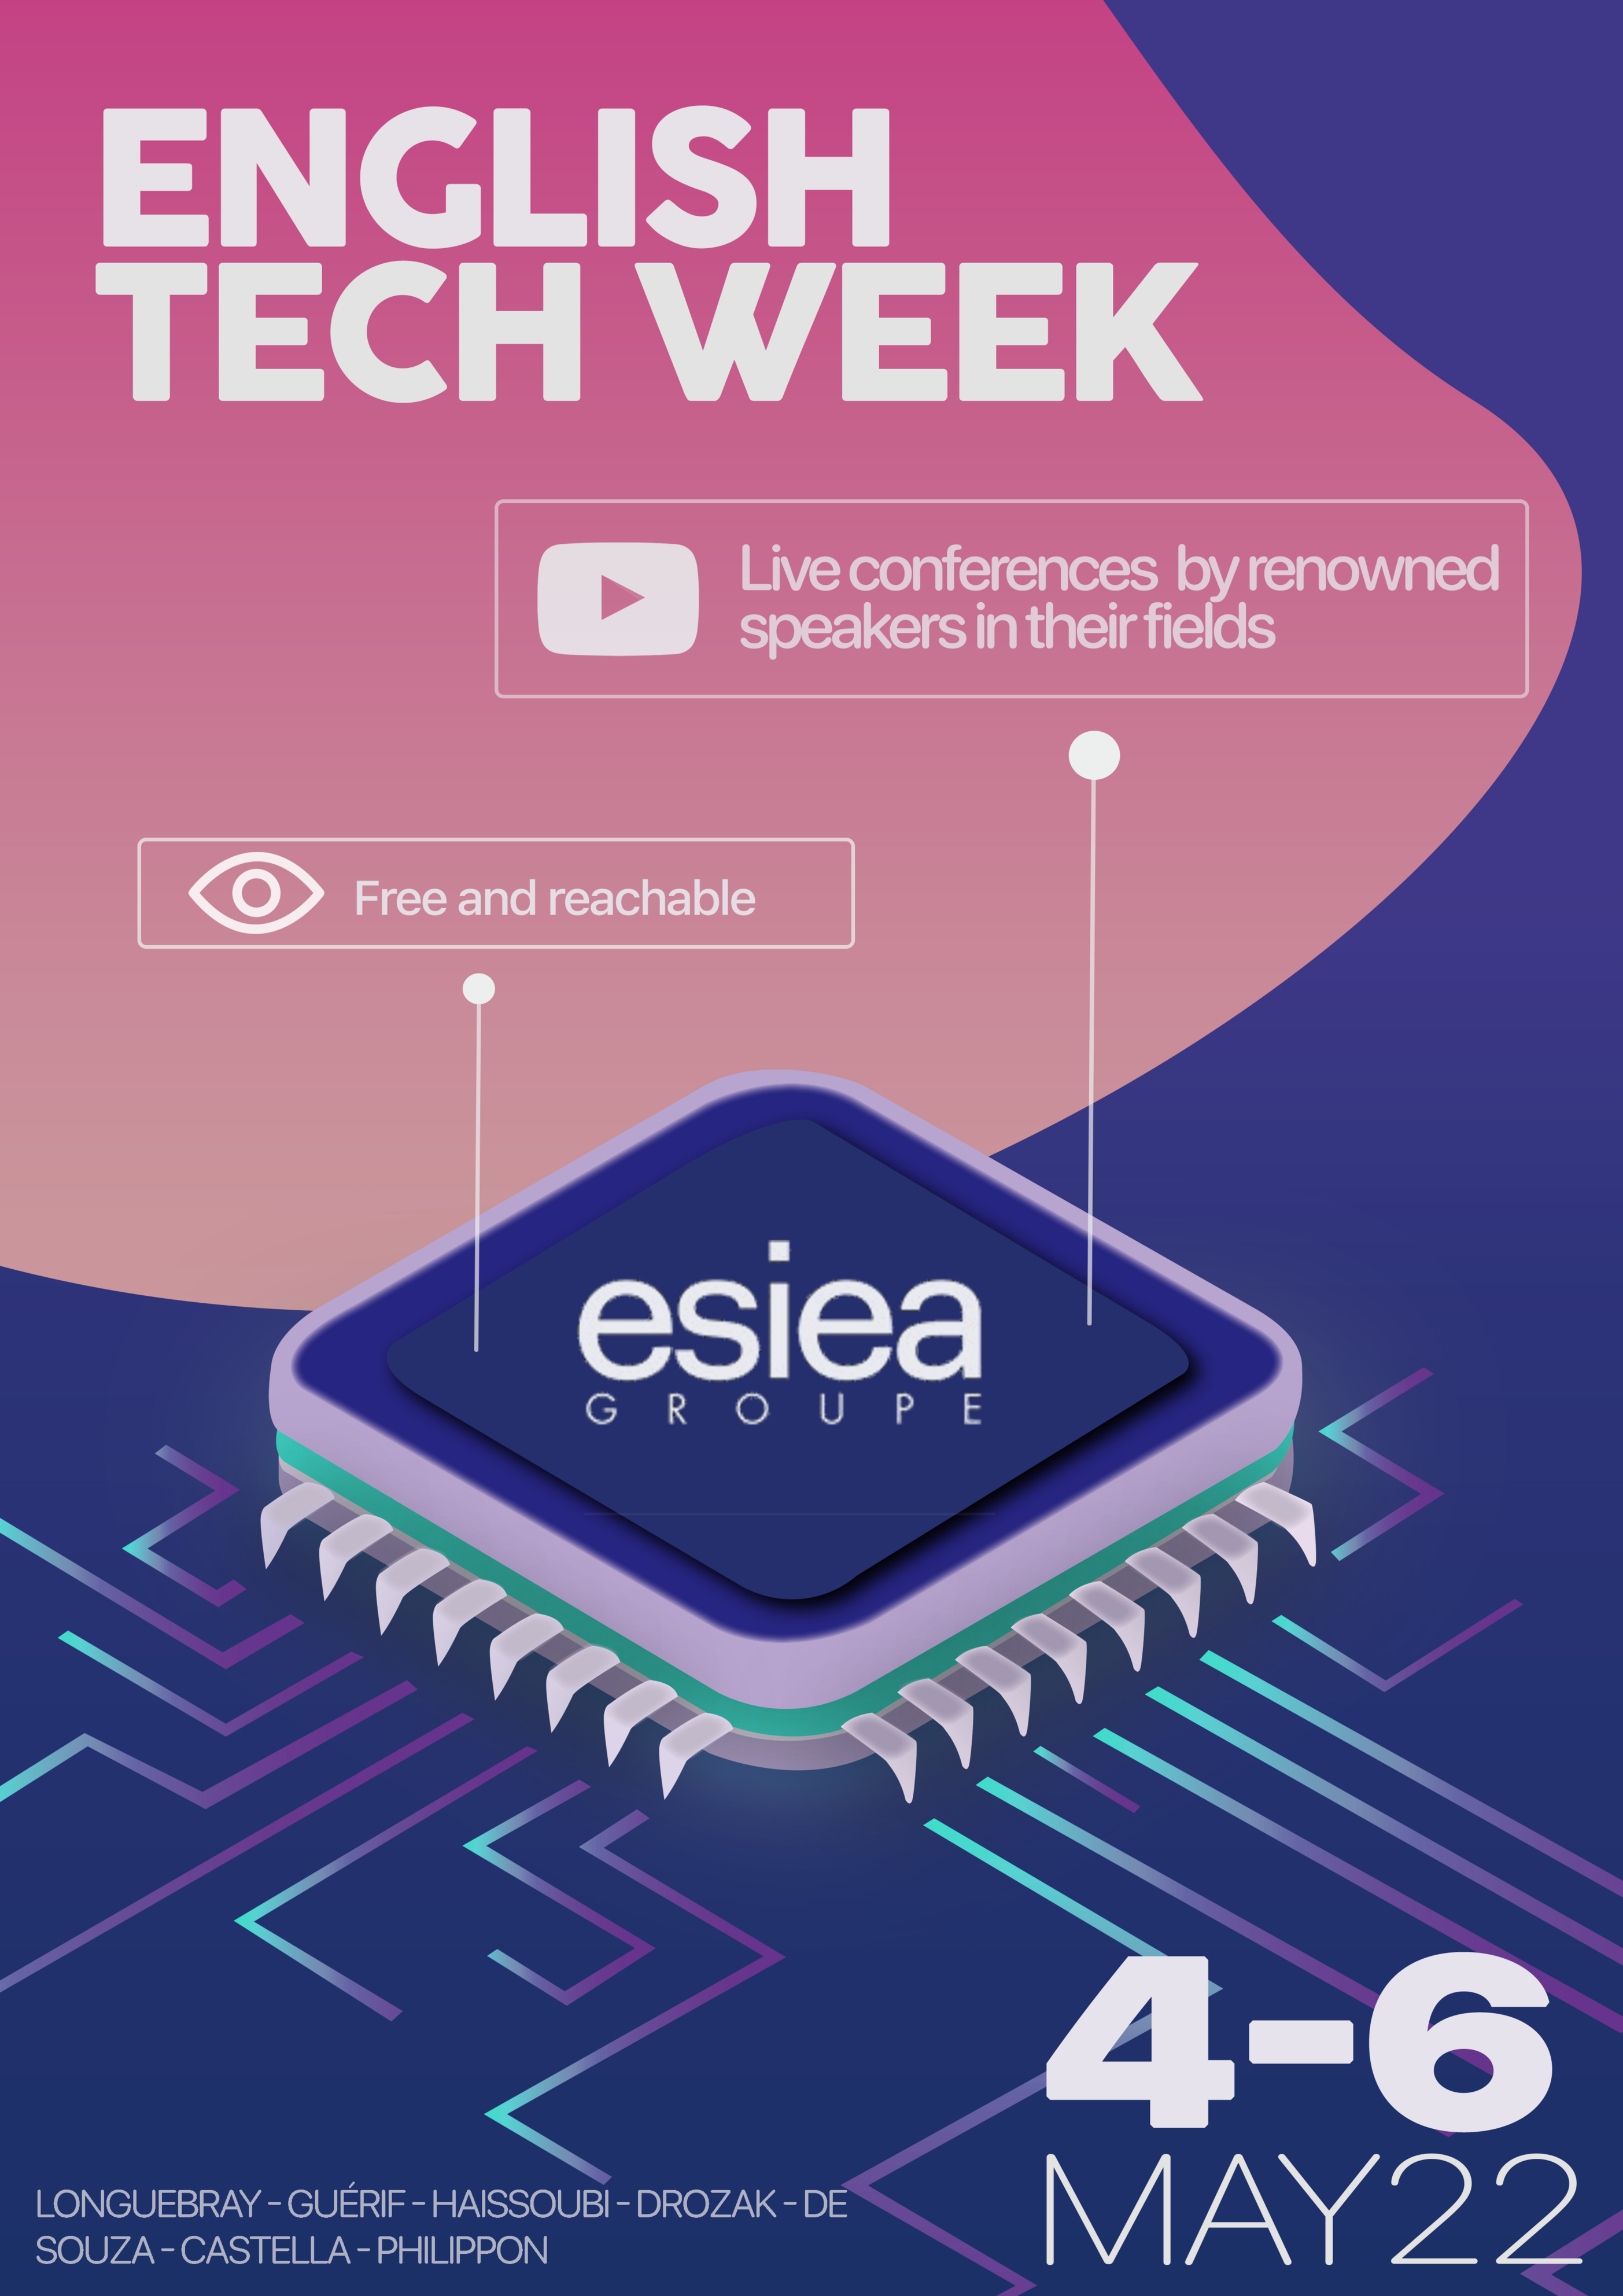 ENGLISH
TECH WEEK
Live conferences by renowned
speakers in their fields
Free and reachable
esiea
GROUPE
4-6
MAY22
LONGUEBRAY - GUÉRIF - HAISSOUBI - DROZAK - DE
SOUZA - CASTELLA - PHILIPPON